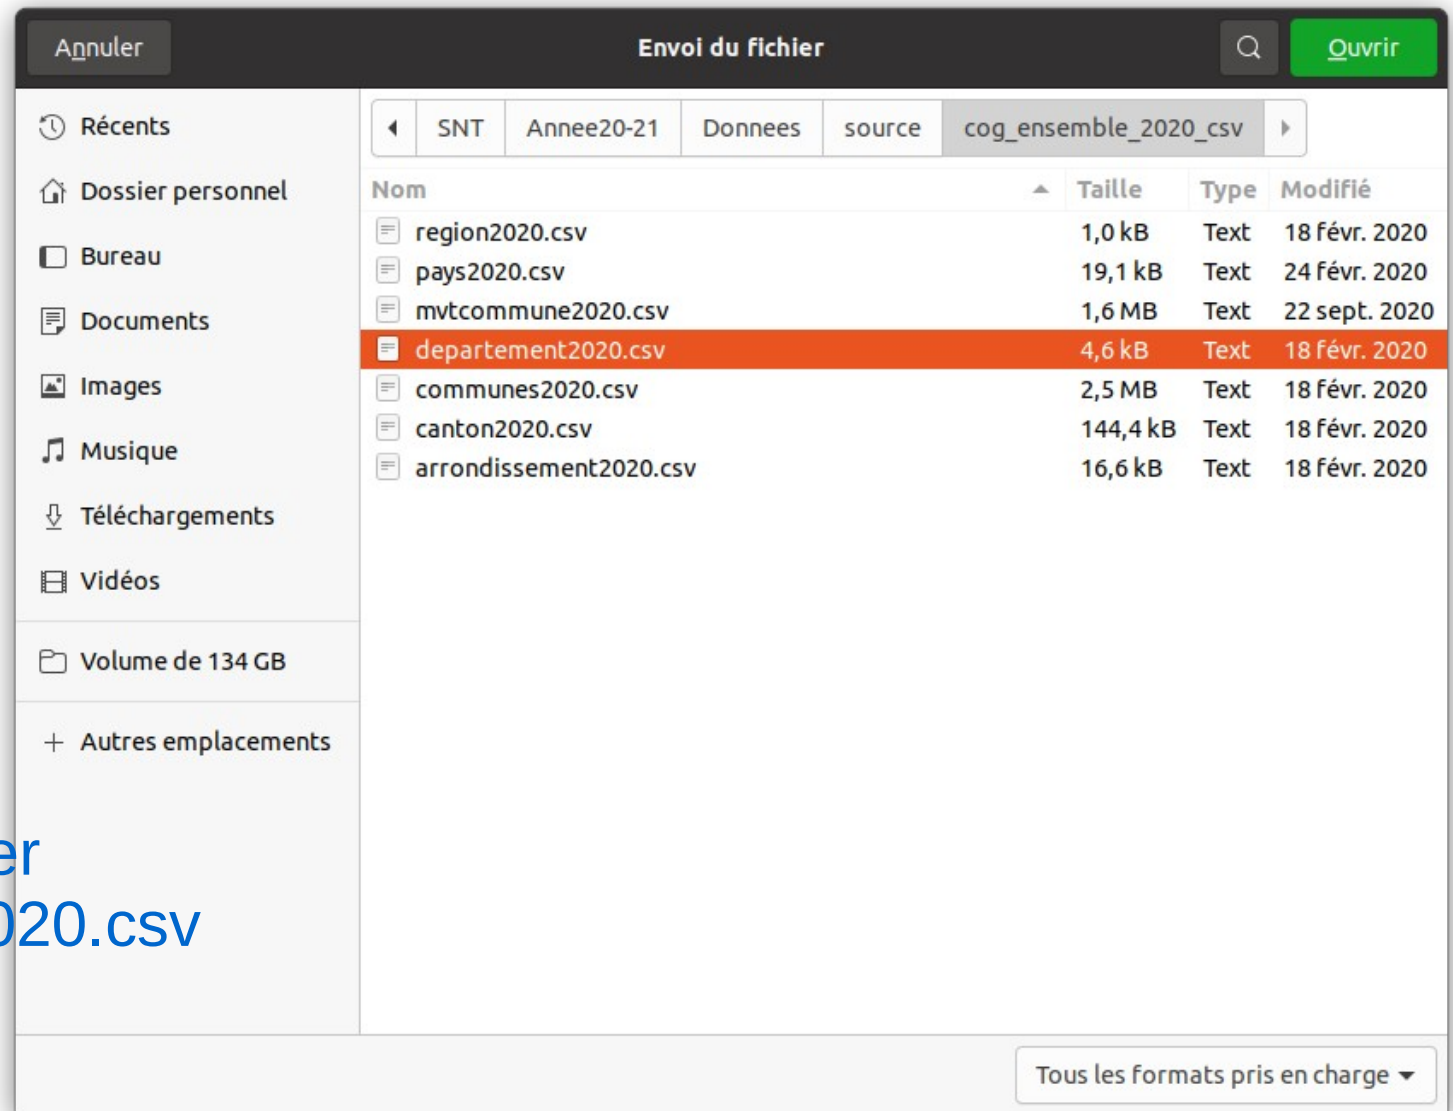 Annuler Envoi du fichier Ouvrir
Récents
Dossier personnel
Bureau
Documents
Images
Musique
Téléchargements
Vidéos
Volume de 134 GB
Autres emplacements
SNT Annee20-21 Donnees source cog_ensemble_2020_csv
Nom Taille Type Modifié
region2020.csv 1,0 kB Text 18 févr. 2020
pays2020.csv 19,1 kB Text 24 févr. 2020
mvtcommune2020.csv 1,6 MB Text 22 sept. 2020
departement2020.csv 4,6 kB Text 18 févr. 2020
communes2020.csv 2,5 MB Text 18 févr. 2020
canton2020.csv 144,4 kB Text 18 févr. 2020
arrondissement2020.csv 16,6 kB Text 18 févr. 2020
er
020.csv
Tous les formats pris en charge